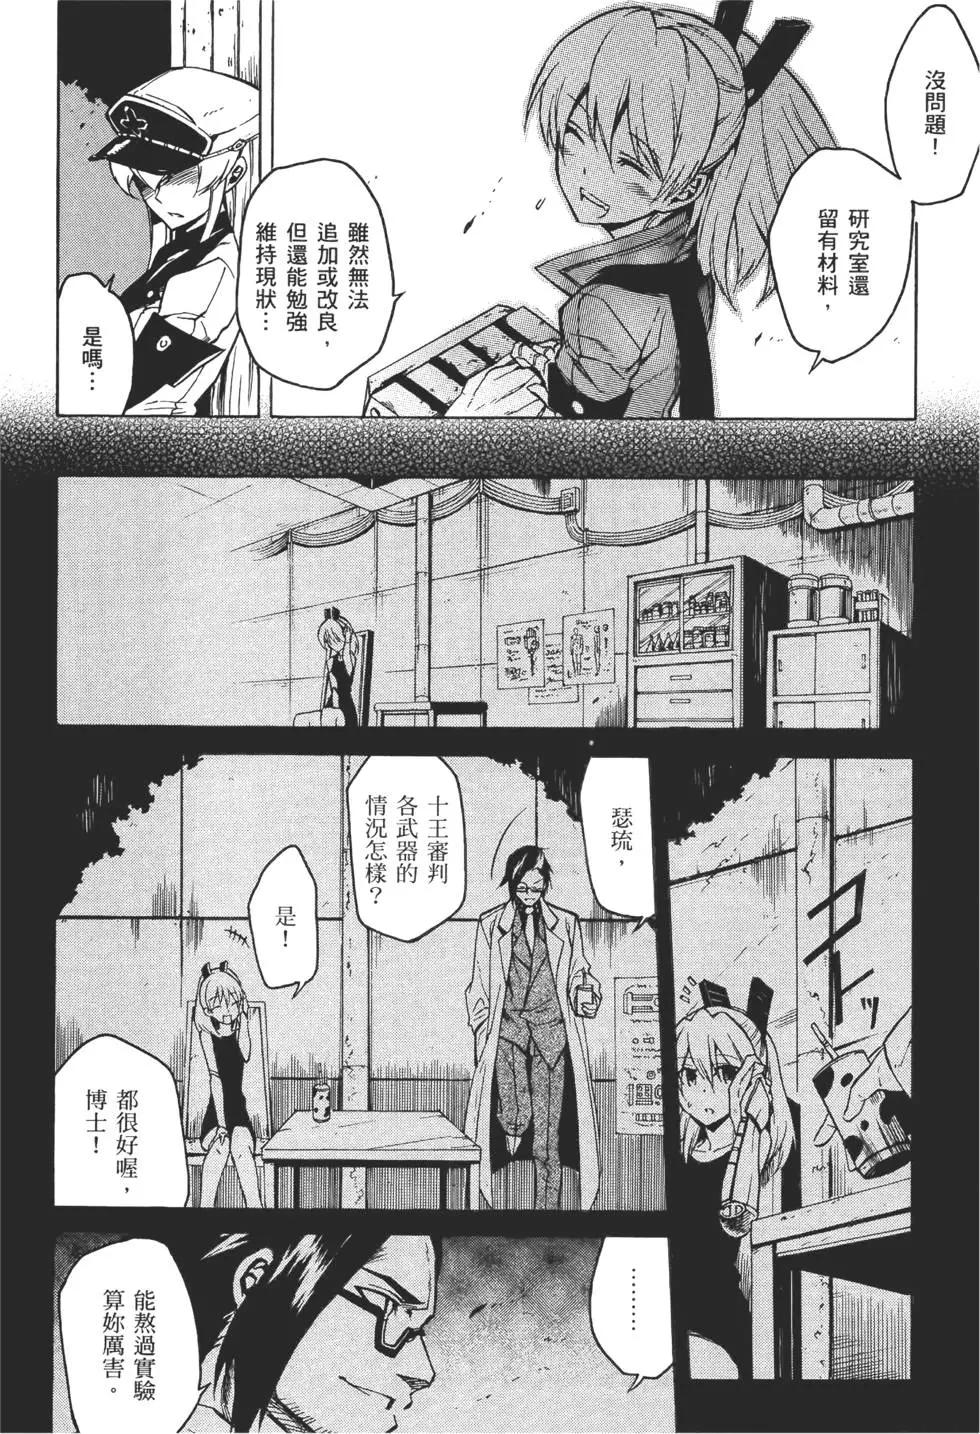 沒問題！
研究室還
留有材料，
雖然無法
追加或改良，
但還能勉強
維持現狀…
是嗎…
瑟琉，
十王審判
各武器的
情況怎樣？
是！
都很好喔，
博士！
………
能熬過實驗
算妳厲害。